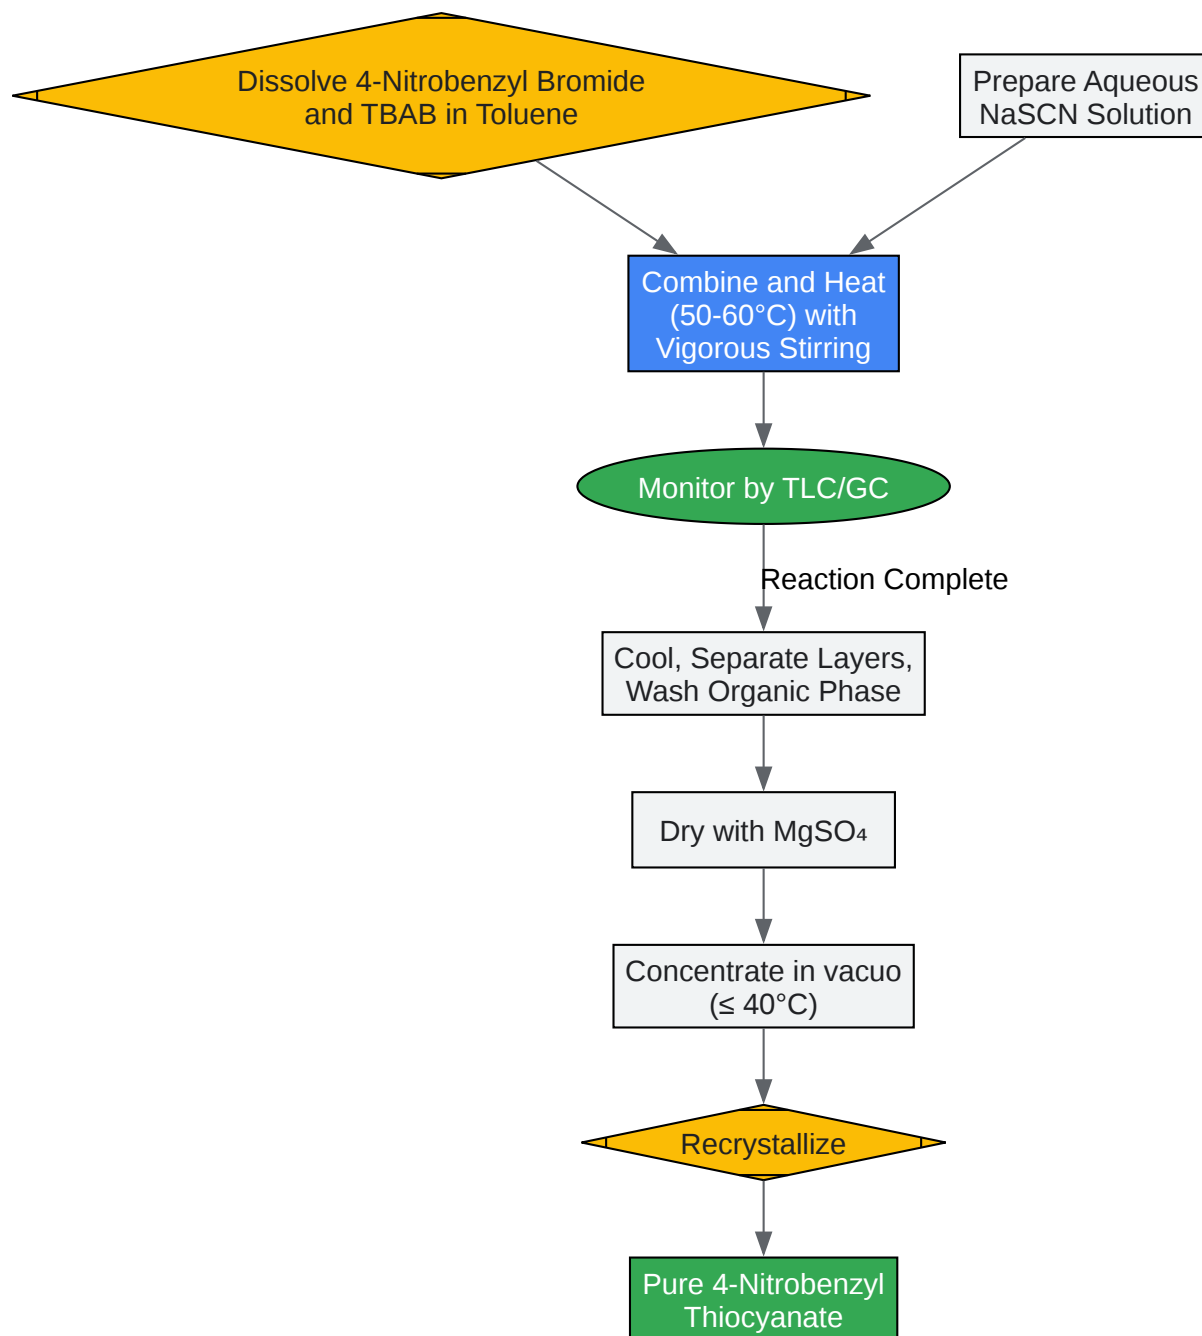 Dissolve 4-Nitrobenzyl Bromide
and TBAB in Toluene
Prepare Aqueous
NaSCN Solution
Combine and Heat
(50-60°C) with
Vigorous Stirring
Monitor by TLC/GC
Reaction Complete
Cool, Separate Layers,
Wash Organic Phase
Dry with MgSO₄
Concentrate in vacuo
(≤ 40°C)
Recrystallize
Pure 4-Nitrobenzyl
Thiocyanate